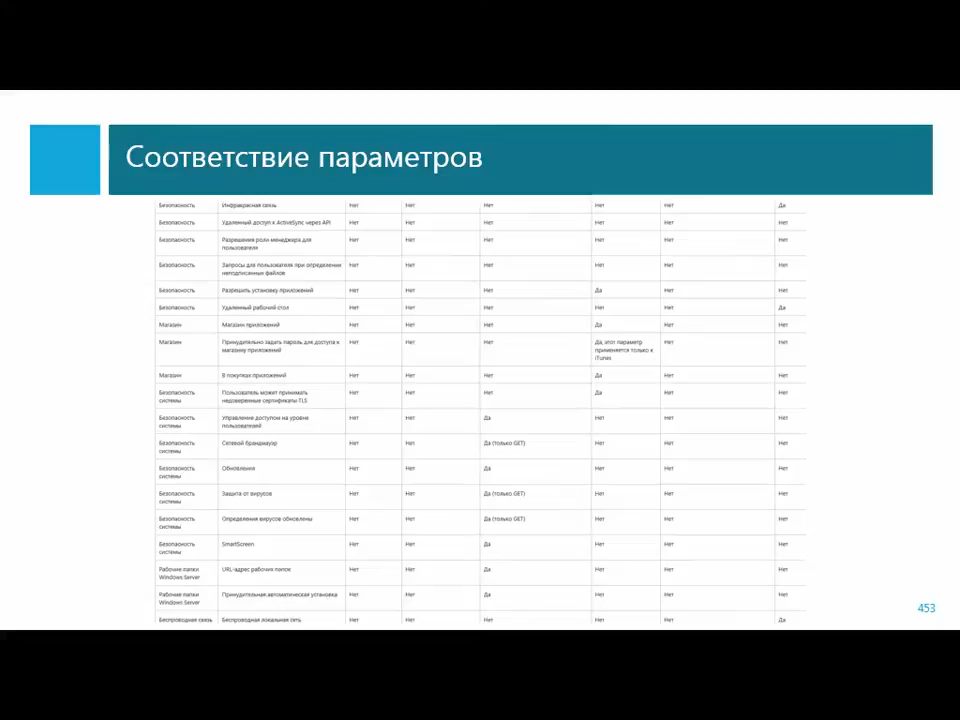 Соответствие параметров
Безопасность Инфракрасная связь Нет Нет Нет Нет Нет Да
Безопасность Удаленный доступ к ActiveSync через API Нет Нет Нет Нет Нет Нет
Безопасность Разрешения роли менеджера для Нет Нет Нет Нет Нет Нет
пользователя
Безопасность Запросы для пользователя при определении Нет Нет Нет Нет Нет Нет
неподписанных файлов
Безопасность Разрешить установку приложений Нет Нет Нет Да Нет Нет
Безопасность Удаленный рабочий стол Нет Нет Нет Нет Нет Да
Магазин Магазин приложений Нет Нет Нет Да Нет Нет
Магазин Принудительно задать пароль для доступа к Нет Нет Нет Да, этот параметр Нет Нет
магазину приложений применяется только к
iTunes
Магазин В покупках приложений Нет Нет Нет Да Нет Нет
Безопасность Пользователь может принимать Нет Нет Нет Да Нет Нет
системы недоверенные сертификаты TLS
Безопасность Управление доступом на уровне Нет Нет Да Нет Нет Нет
системы пользователей
Безопасность Сетевой брандмауэр Нет Нет Да (только GET) Нет Нет Нет
системы
Безопасность Обновления Нет Нет Да Нет Нет Нет
системы
Безопасность Защита от вирусов Нет Нет Да (только GET) Нет Нет Нет
системы
Безопасность Определения вирусов обновлены Нет Нет Да (только GET) Нет Нет Нет
системы
Безопасность SmartScreen Нет Нет Да Нет Нет Нет
системы
Рабочие папки URL-адрес рабочих папок Нет Нет Да Нет Нет Нет
Windows Server
Рабочие папки Принудительная автоматическая установка Нет Нет Да Нет Нет Нет
Windows Server
Беспроводная связь Беспроводная локальная сеть Нет Нет Нет Нет Нет Да
453